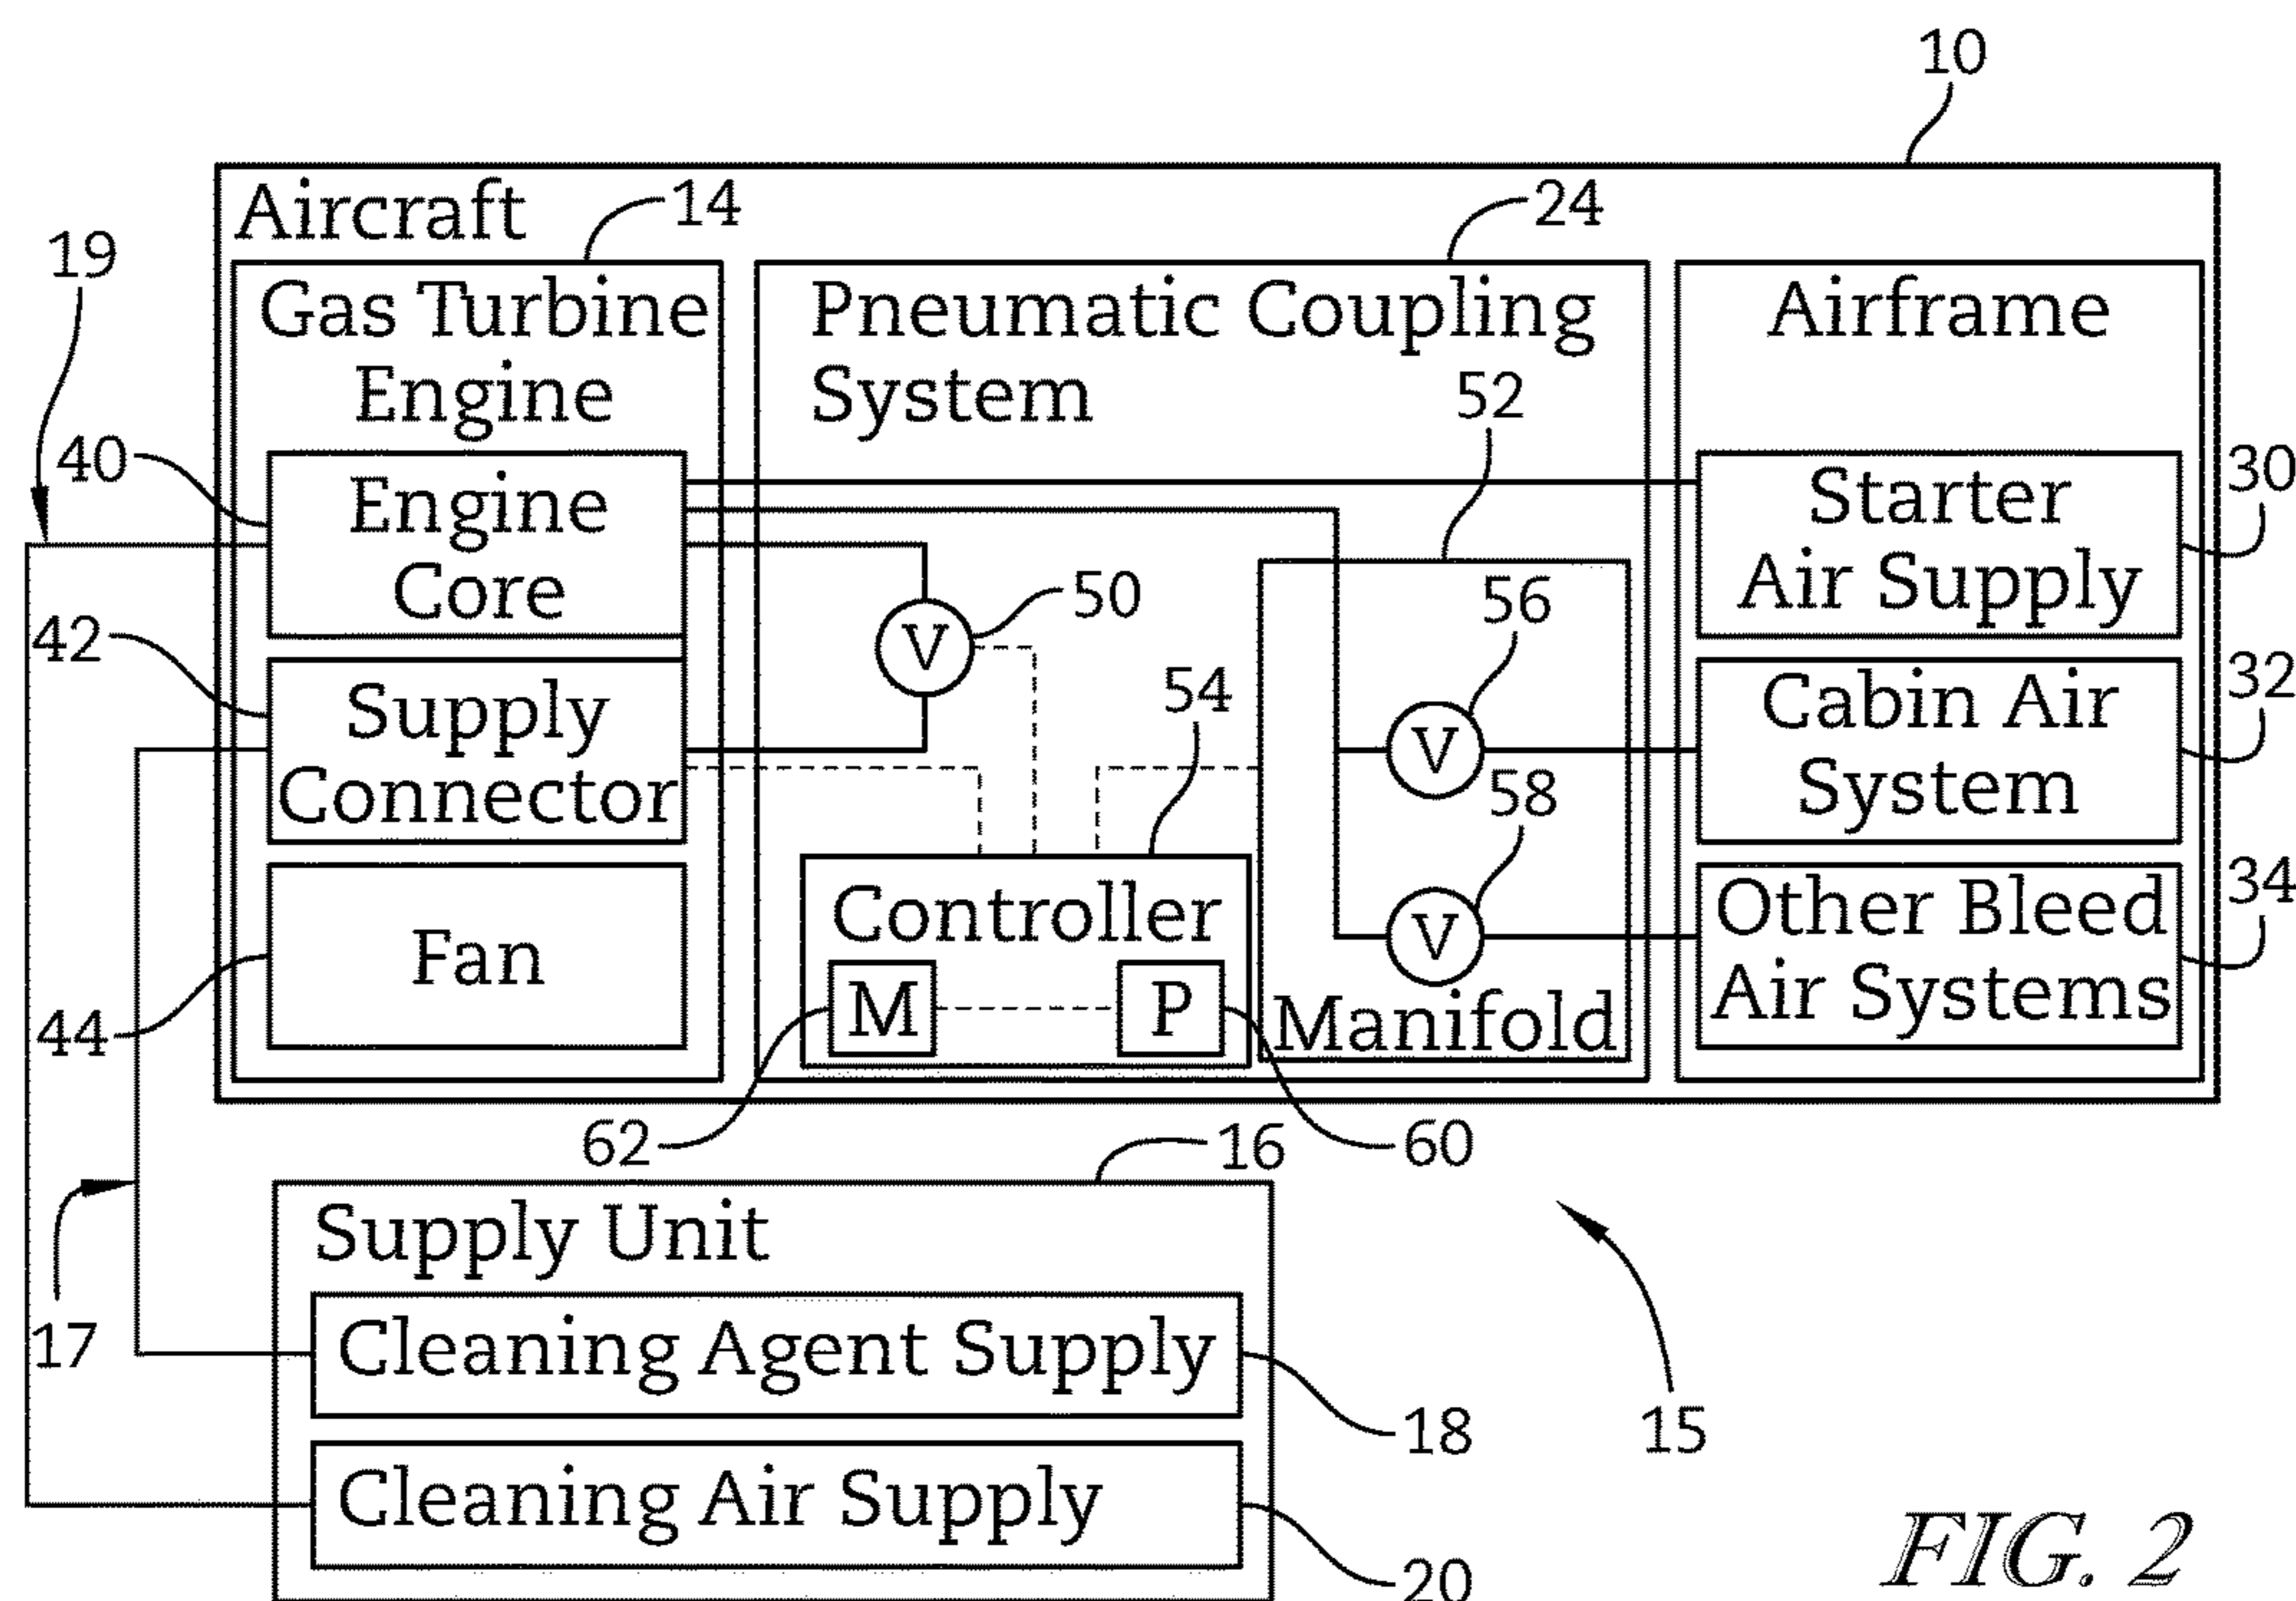 10
Aircraft
14
24
19
Gas Turbine
Engine
Pneumatic Coupling
System
Airframe
52
40
Engine
Core
Starter
Air Supply
30
50
56
42
Supply
Connector
V
54
V
Cabin Air
System
32
58
44
Fan
Controller
M
P
V
Manifold
Other Bleed
Air Systems
34
62
60
16
17
Supply Unit
Cleaning Agent Supply
18
15
Cleaning Air Supply
20
FIG. 2